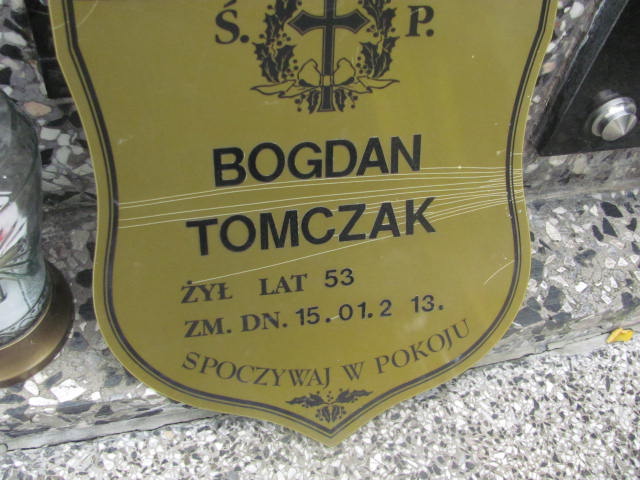 Ś. P.
BOGDAN
TOMCZAK
ŻYŁ LAT 53
ZM. DN. 15.01.2 13.
SPOCZYWAJ W POKOJU